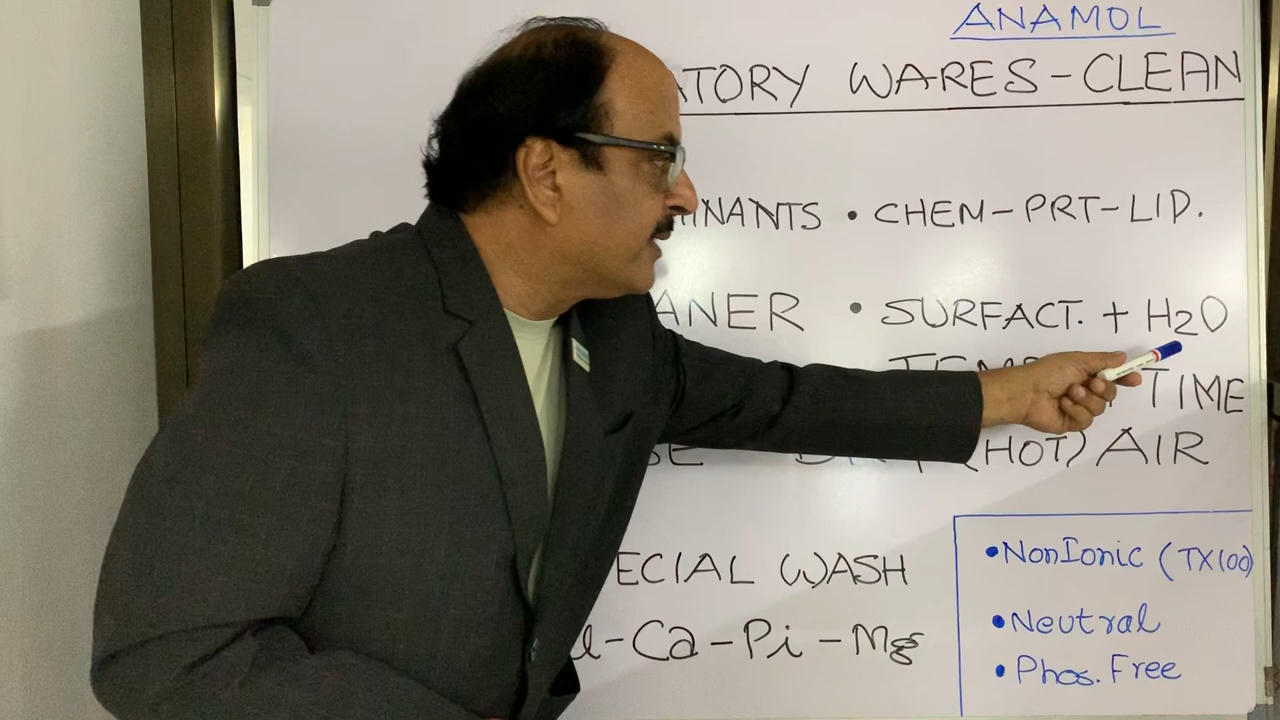 ANAMOL
ATORY WARES-CLEAN
INANTS • CHEM-PRT-LID.
ANER • SURFACT. + H2O
TIME
(HOT) AIR
ECIAL WASH
-Ca-Pi-Mg
• NonIonic (TX100)
• Neutral
• Phos. Free